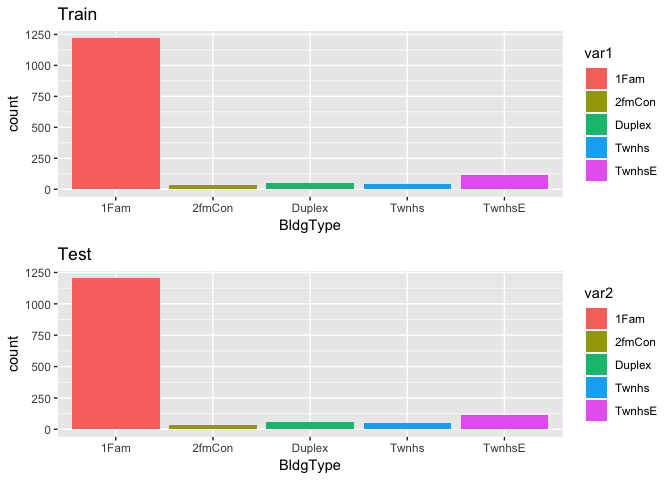 Train
1250
1000
750
500
250
0
count
1Fam 2fmCon Duplex Twnhs TwnhsE
BldgType
var1
1Fam
2fmCon
Duplex
Twnhs
TwnhsE
Test
1250
1000
750
500
250
0
count
1Fam 2fmCon Duplex Twnhs TwnhsE
BldgType
var2
1Fam
2fmCon
Duplex
Twnhs
TwnhsE